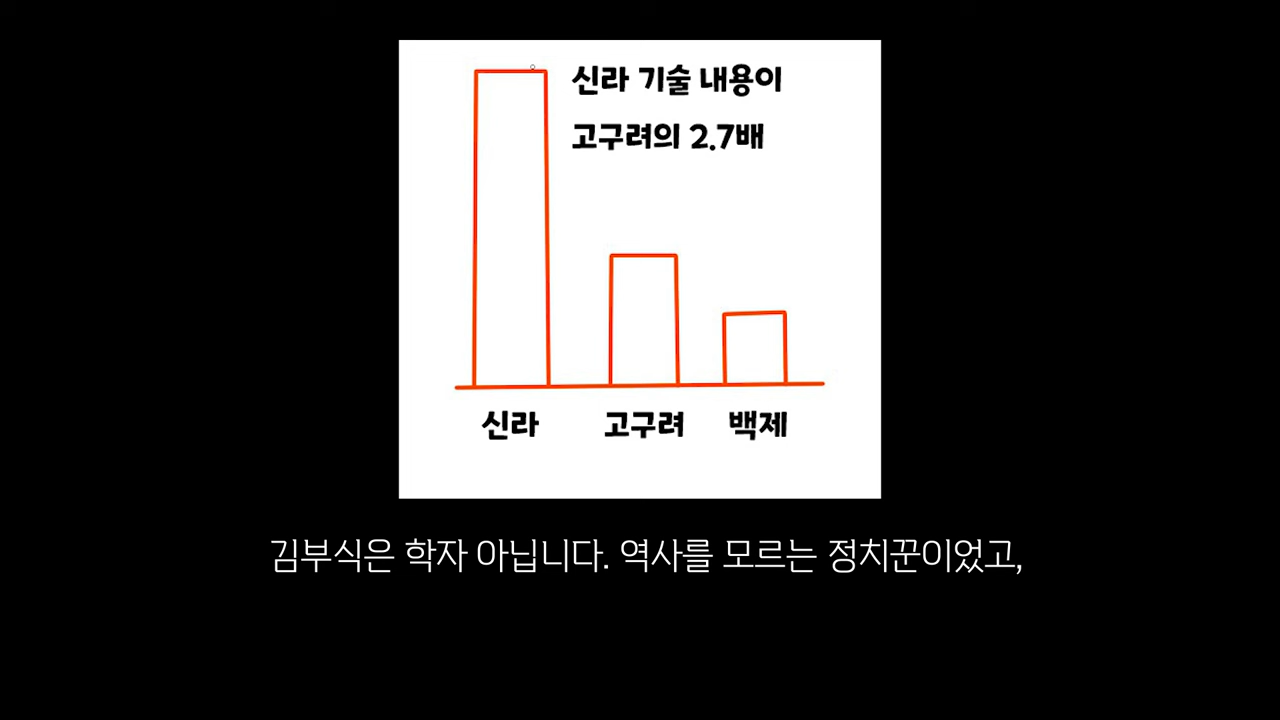 신라 기술 내용이
고구려의 2.7배
신라 고구려 백제
김부식은 학자 아닙니다. 역사를 모르는 정치꾼이었고,